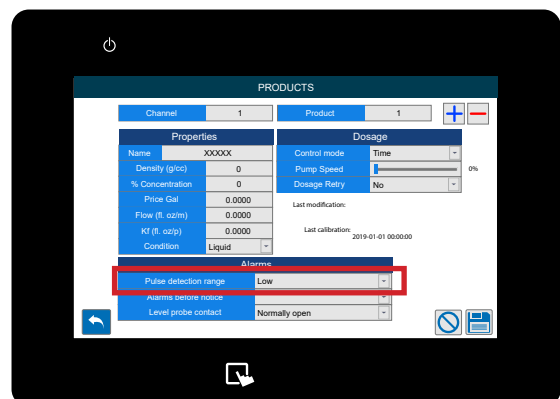 PRODUCTS
Channel 1 Product 1
Properties
Name XXXXX
Density (g/cc) 0
% Concentration 0
Price Gal 0.0000
Flow (fl. oz/m) 0.0000
Kf (fl. oz/p) 0.0000
Condition Liquid
Dosage
Control mode Time
Pump Speed 0%
Dosage Retry No
Last modification:
Last calibration:
2019-01-01 00:00:00
Alarms
Pulse detection range Low
Alarms before notice
Level probe contact Normally open